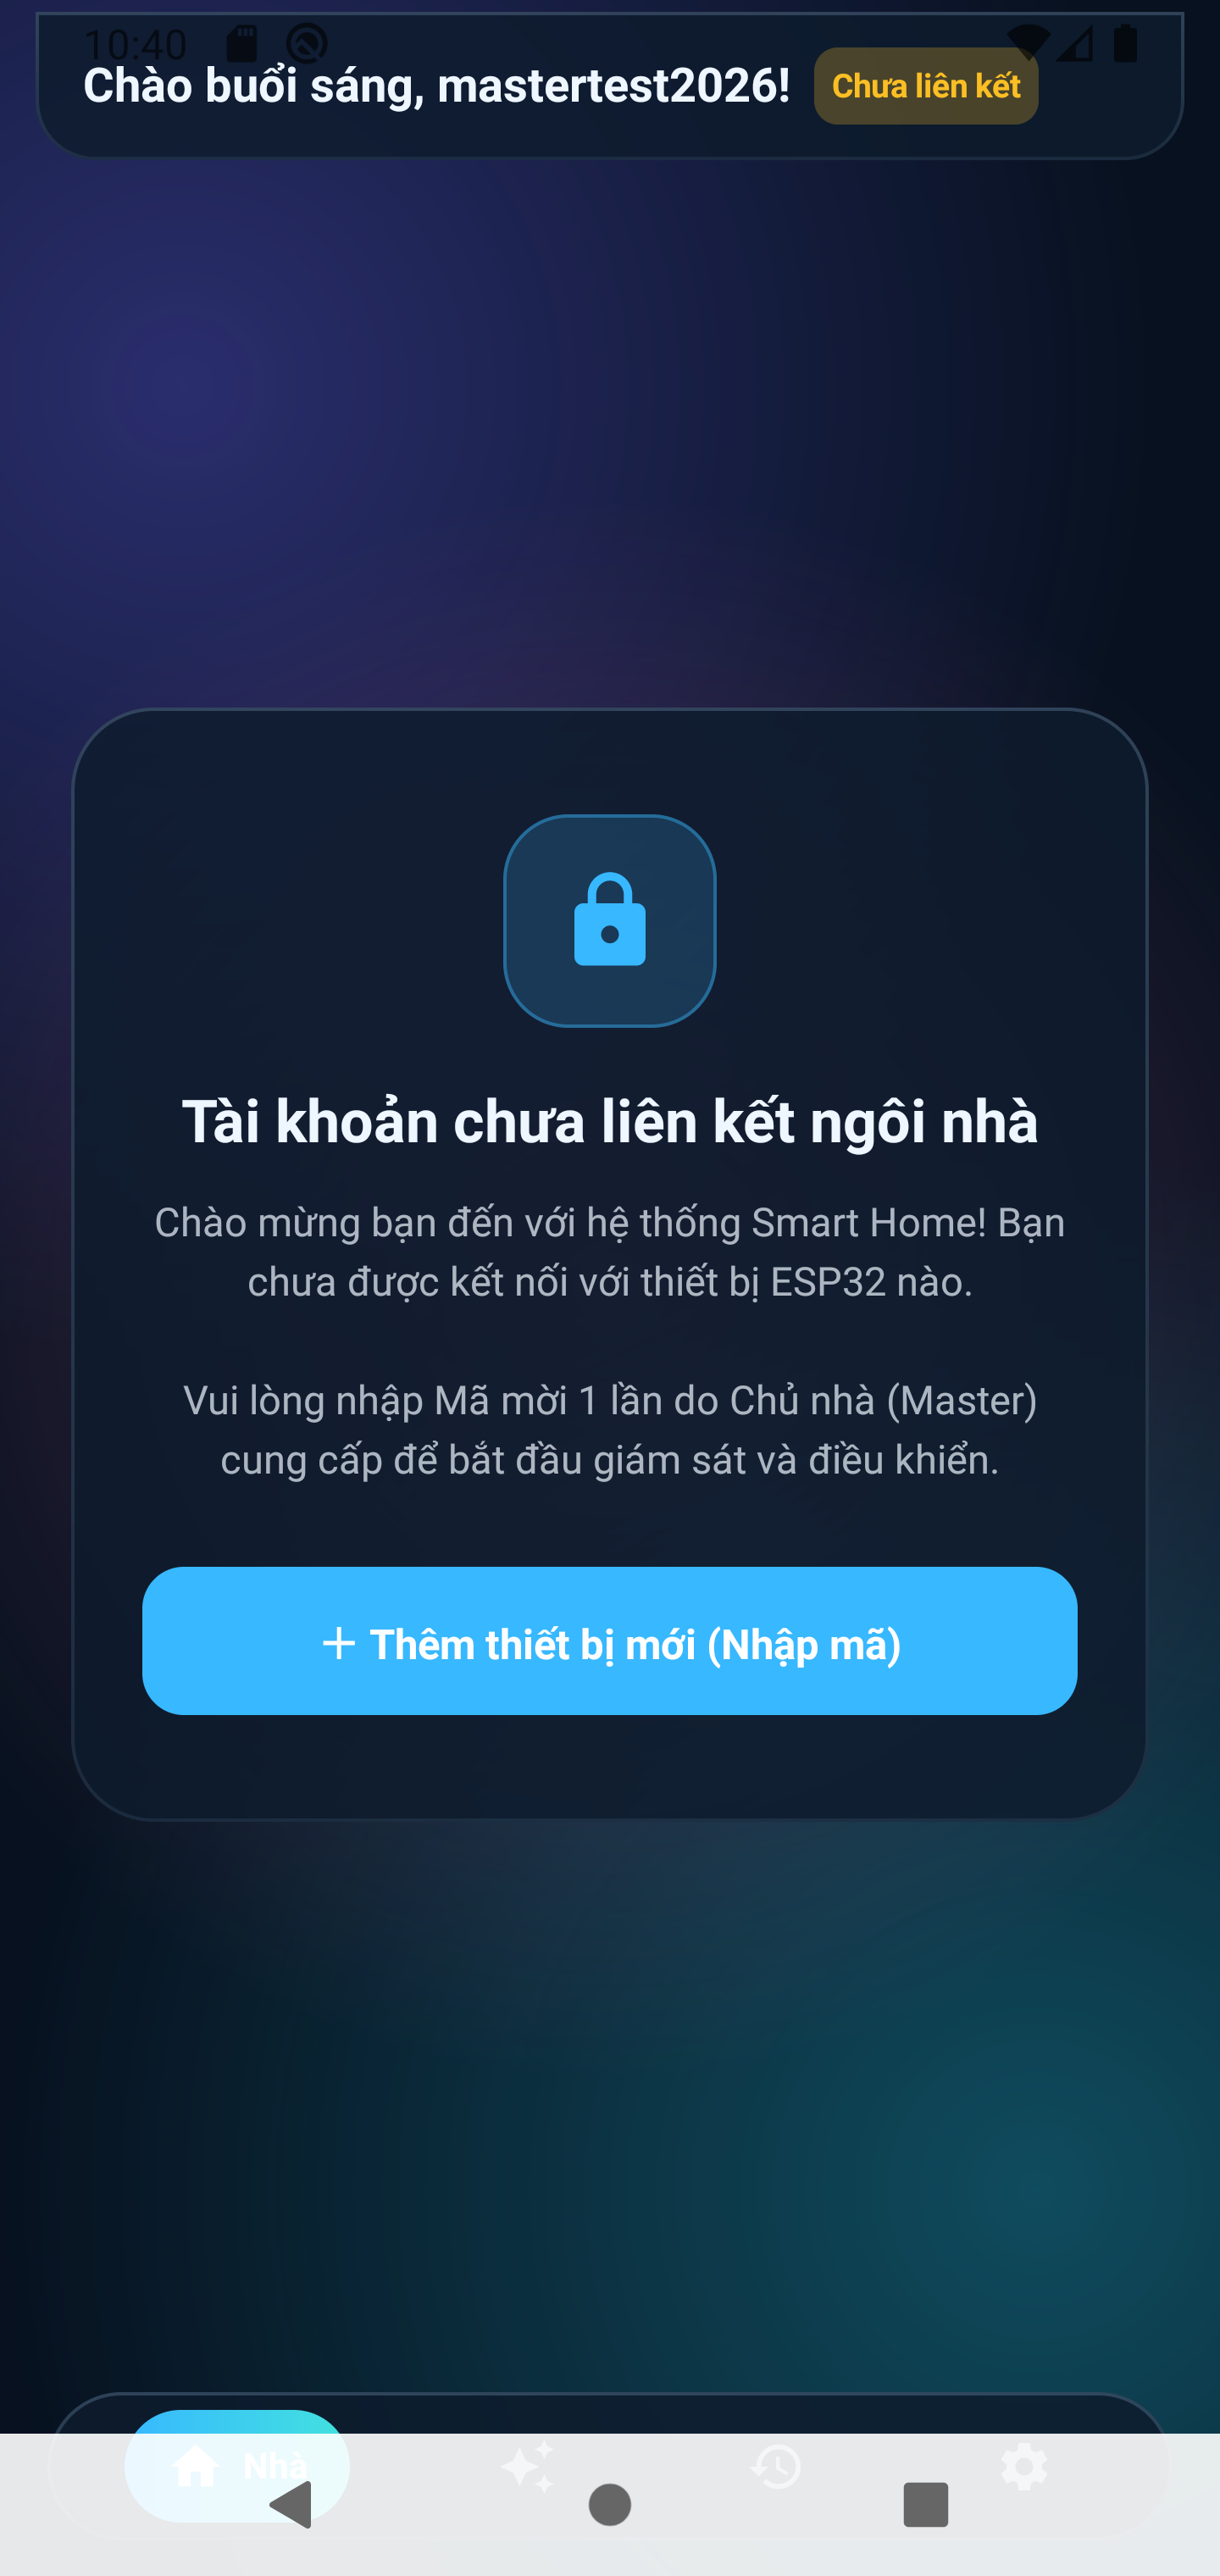 10:40
Chào buổi sáng, mastertest2026!
Chưa liên kết
Tài khoản chưa liên kết ngôi nhà
Chào mừng bạn đến với hệ thống Smart Home! Bạn
chưa được kết nối với thiết bị ESP32 nào.
Vui lòng nhập Mã mời 1 lần do Chủ nhà (Master)
cung cấp để bắt đầu giám sát và điều khiển.
+ Thêm thiết bị mới (Nhập mã)
Nhà